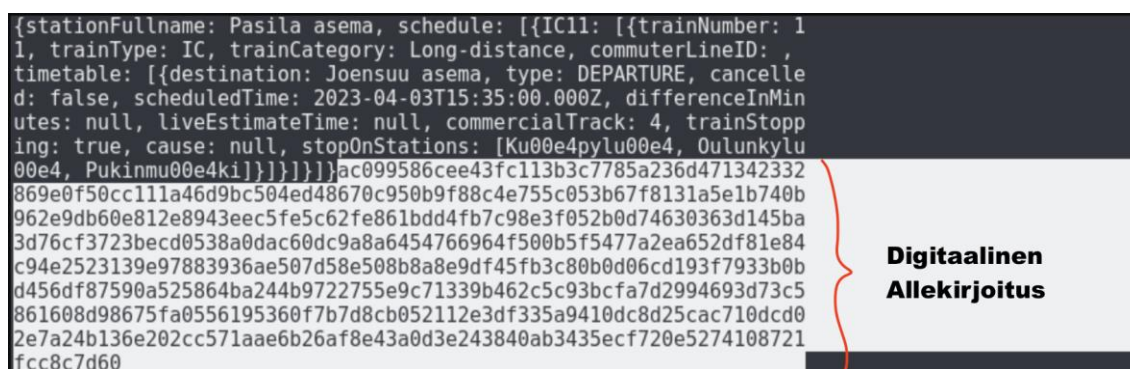 {stationFullname: Pasila asema, schedule: [{IC11: [{trainNumber: 1
1, trainType: IC, trainCategory: Long-distance, commuterLineID: ,
timetable: [{destination: Joensuu asema, type: DEPARTURE, cancelle
d: false, scheduledTime: 2023-04-03T15:35:00.000Z, differenceInMin
utes: null, liveEstimateTime: null, commercialTrack: 4, trainStopp
ing: true, cause: null, stopOnStations: [Ku00e4pylu00e4, Oulunkylu
00e4, Pukinmu00e4ki]}]}]}]}ac099586cee43fc113b3c7785a236d471342332
869e0f50cc111a46d9bc504ed48670c950b9f88c4e755c053b67f8131a5e1b740b
962e9db60e812e8943eec5fe5c62fe861bdd4fb7c98e3f052b0d74630363d145ba
3d76cf3723becd0538a0dac60dc9a8a6454766964f500b5f5477a2ea652df81e84
c94e2523139e97883936ae507d58e508b8a8e9df45fb3c80b0d06cd193f7933b0b
d456df87590a525864ba244b9722755e9c71339b462c5c93bcfa7d2994693d73c5
861608d98675fa0556195360f7b7d8cb052112e3df335a9410dc8d25cac710dcd0
2e7a24b136e202cc571aae6b26af8e43a0d3e243840ab3435ecf720e5274108721
fcc8c7d60
Digitaalinen
Allekirjoitus